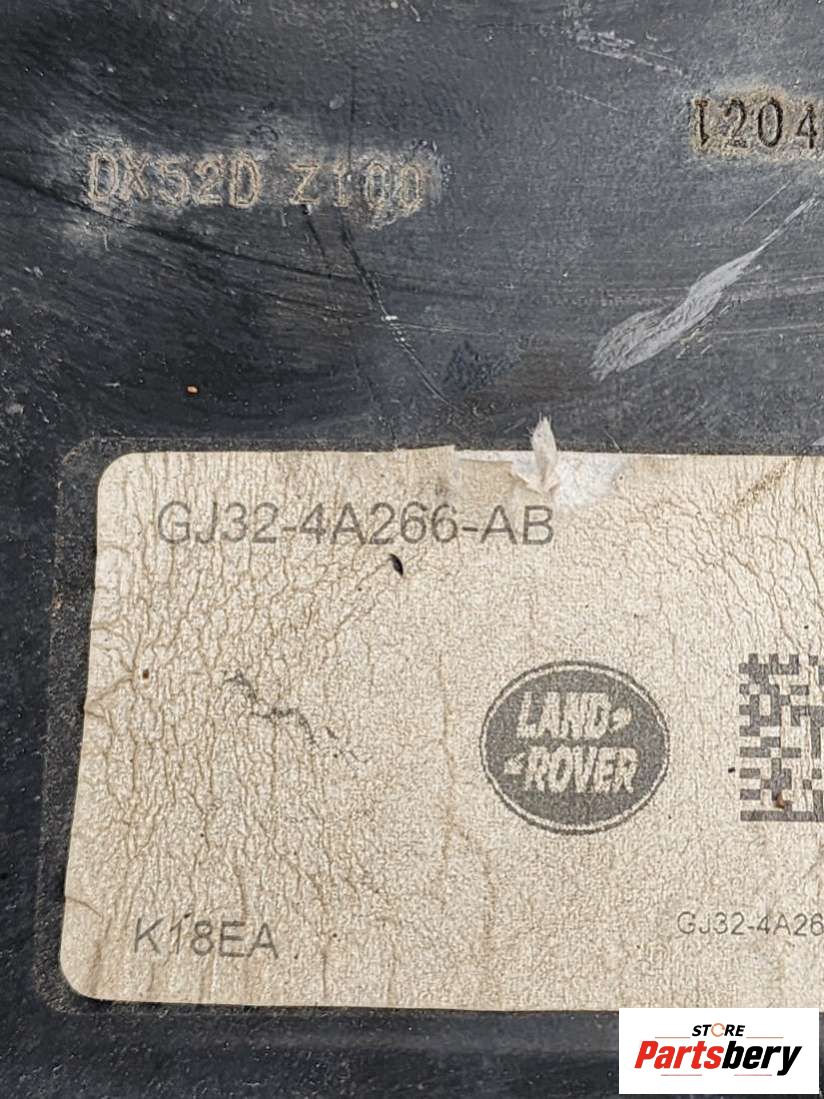 1204
DX52D Z100
GJ32-4A266-AB
LAND
ROVER
K18EA
GJ32-4A26
STORE
Partsbery